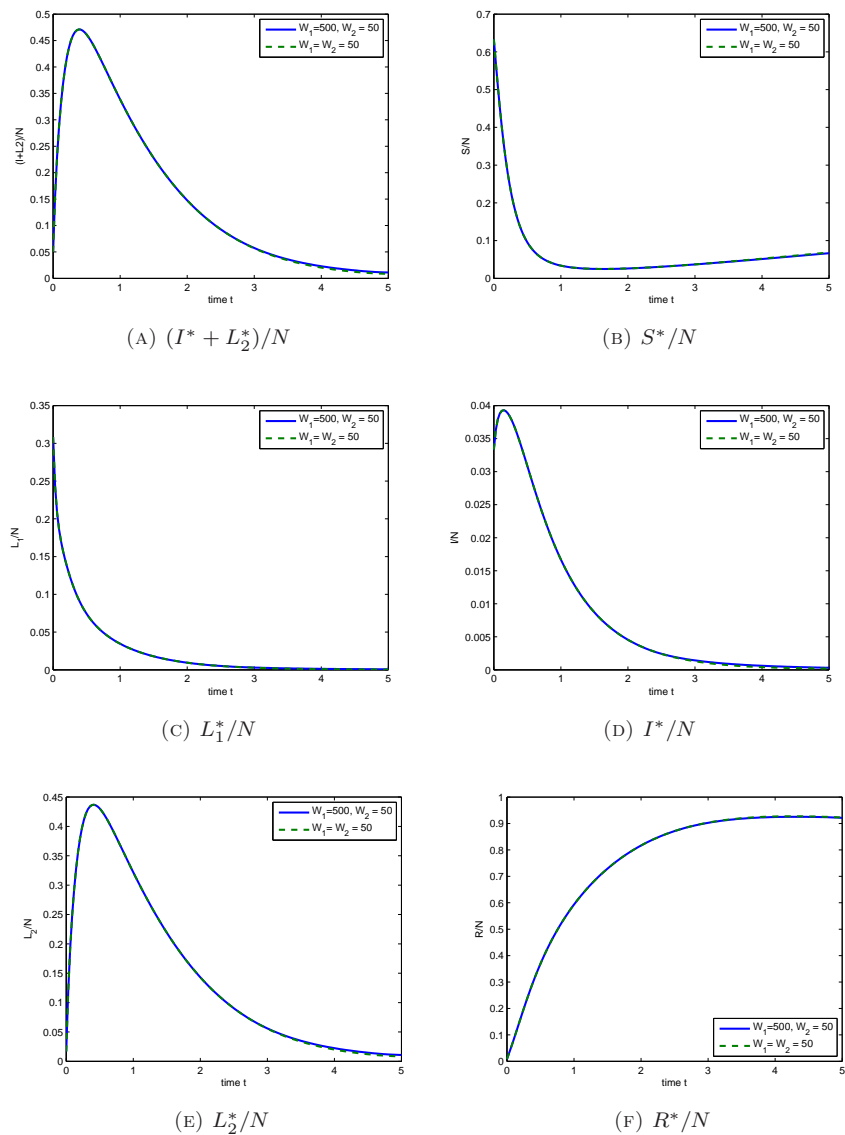 0.5
0.45
0.4
0.35
0.3
0.25
0.2
0.15
0.1
0.05
0
(I+L2)/N
0 1 2 3 4 5
time t
W₁=500, W₂ = 50
W₁= W₂ = 50
(A) (I* + L₂*)/N
0.7
0.6
0.5
0.4
0.3
0.2
0.1
0
S/N
0 1 2 3 4 5
time t
W₁=500, W₂ = 50
W₁= W₂ = 50
(B) S*/N
0.35
0.3
0.25
0.2
0.15
0.1
0.05
0
L₁/N
0 1 2 3 4 5
time t
W₁=500, W₂ = 50
W₁= W₂ = 50
(C) L₁*/N
0.04
0.035
0.03
0.025
0.02
0.015
0.01
0.005
0
I/N
0 1 2 3 4 5
time t
W₁=500, W₂ = 50
W₁= W₂ = 50
(D) I*/N
0.45
0.4
0.35
0.3
0.25
0.2
0.15
0.1
0.05
0
L₂/N
0 1 2 3 4 5
time t
W₁=500, W₂ = 50
W₁= W₂ = 50
(E) L₂*/N
1
0.9
0.8
0.7
0.6
0.5
0.4
0.3
0.2
0.1
0
R/N
0 1 2 3 4 5
time t
W₁=500, W₂ = 50
W₁= W₂ = 50
(F) R*/N